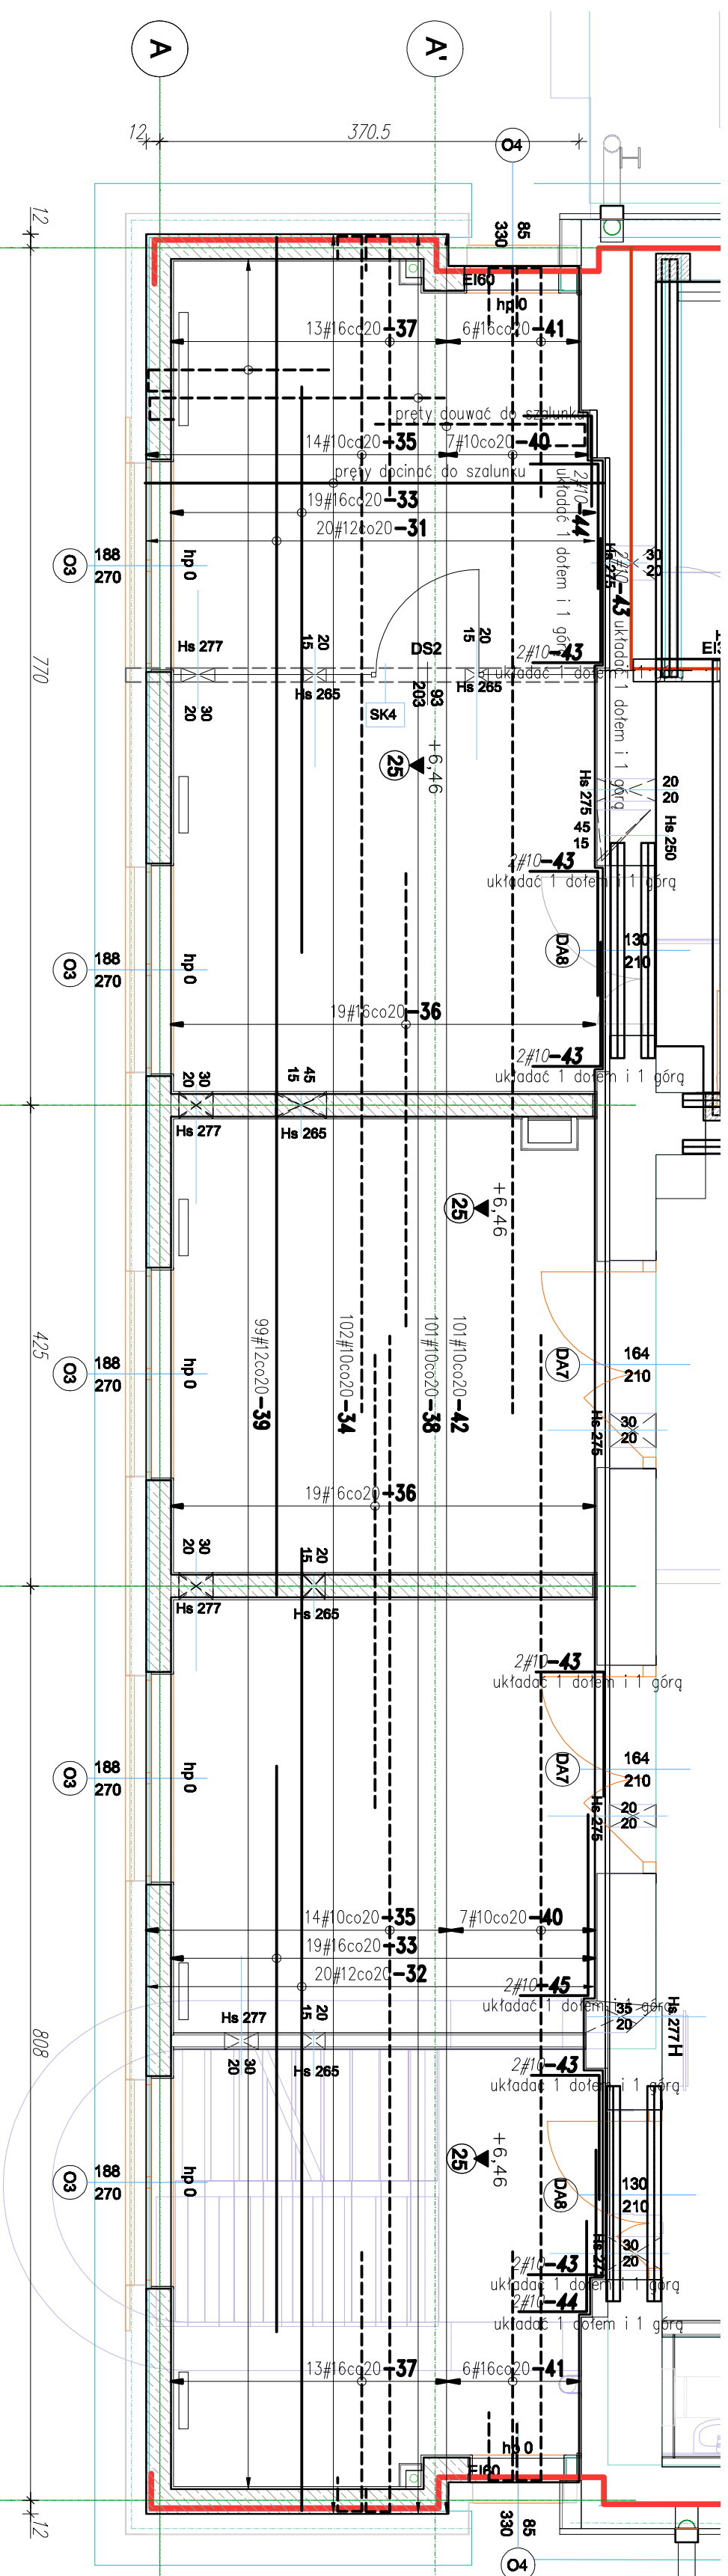 A
A'
12
370.5
O4
85
330
12
EI60
hp 0
13#16co20-37
6#16co20-41
pręty douwać do szalunku
14#10co20-35
7#10co20-40
pręty docinać do szalunku
19#16co20-33
20#12co20-31
2#10-44
układać 1 dołem i 1 górą
Hs 275
30
20
2#10-43
układać 1 dołem i 1 górą
O3
188
270
hp 0
2#10-43
układać 1 dołem i 1 górą
Hs 277
30
20
20
15
Hs 265
DS2
93
203
20
15
Hs 265
SK4
770
+6,46
25
Hs 275
45
15
20
20
Hs 250
2#10-43
układać 1 dołem i 1 górą
O3
188
270
hp 0
DA8
130
210
19#16co20-36
2#10-43
układać 1 dołem i 1 górą
30
20
Hs 277
45
15
Hs 265
+6,46
25
425
99#12co20-39
102#10co20-34
101#10co20-38
101#10co20-42
O3
188
270
hp 0
DA7
164
210
Hs 275
30
20
19#16co20-36
30
20
Hs 277
20
15
Hs 265
2#10-43
układać 1 dołem i 1 górą
O3
188
270
hp 0
DA7
164
210
Hs 275
20
20
14#10co20-35
7#10co20-40
19#16co20-33
20#12co20-32
2#10-45
układać 1 dołem i 1 górą
808
Hs 277
30
20
20
15
Hs 265
35
20
Hs 277 H
2#10-43
układać 1 dołem i 1 górą
+6,46
25
O3
188
270
hp 0
DA8
130
210
Hs 275
30
20
2#10-43
układać 1 dołem i 1 górą
2#10-44
układać 1 dołem i 1 górą
13#16co20-37
6#16co20-41
hp 0
EI60
12
85
330
O4